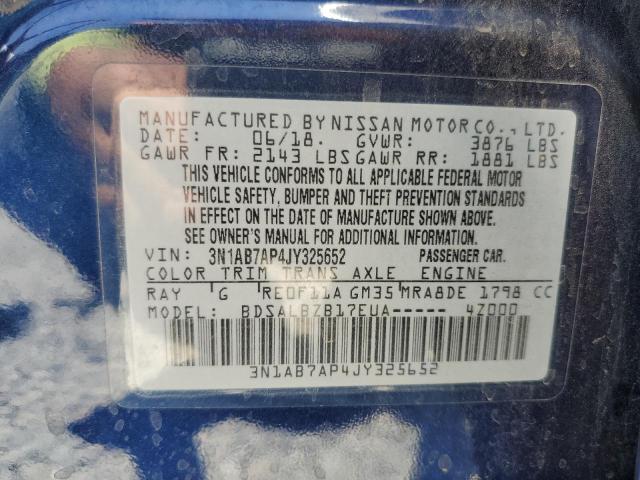 MANUFACTURED BY NISSAN MOTOR CO., LTD.
DATE: 06/18. GVWR: 3876 LBS
GAWR FR: 2143 LBS GAWR RR: 1881 LBS
THIS VEHICLE CONFORMS TO ALL APPLICABLE FEDERAL MOTOR
VEHICLE SAFETY, BUMPER AND THEFT PREVENTION STANDARDS
IN EFFECT ON THE DATE OF MANUFACTURE SHOWN ABOVE.
SEE OWNER'S MANUAL FOR ADDITIONAL INFORMATION.
VIN: 3N1AB7AP4JY325652 PASSENGER CAR.
COLOR TRIM TRANS AXLE ENGINE
RAY G RE0F11A GM35 MRA8DE 1798 CC
MODEL: BDSALBZB17EUA----- 4Z000
3N1AB7AP4JY325652